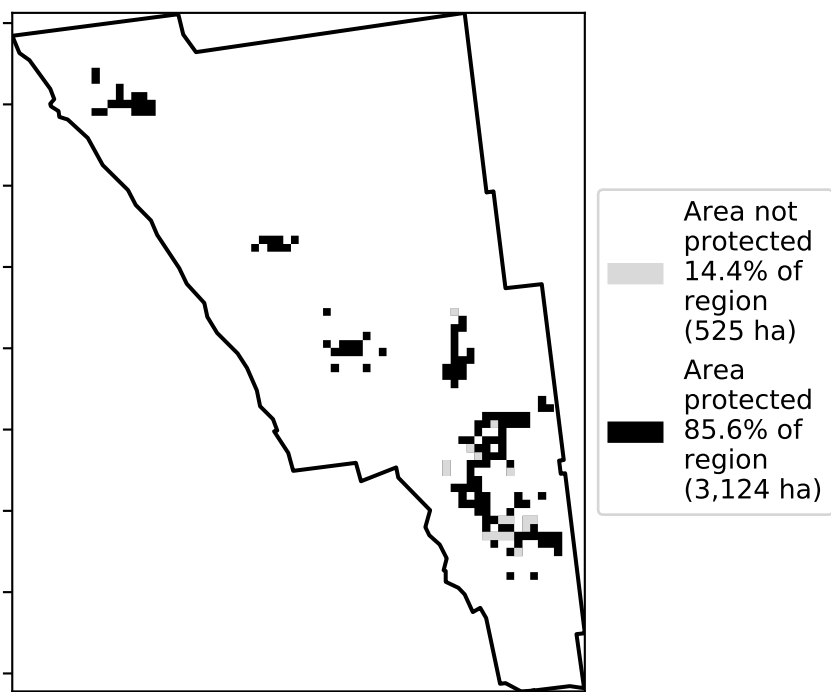 Area not
protected
14.4% of
region
(525 ha)
Area
protected
85.6% of
region
(3,124 ha)